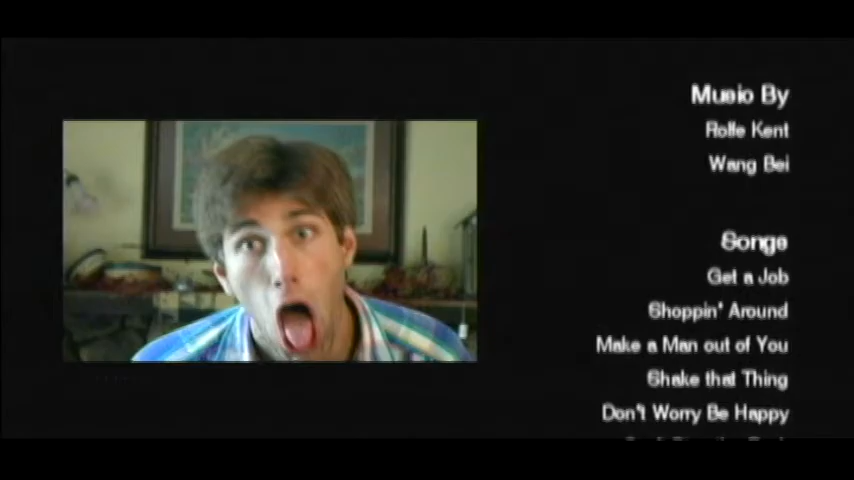 Music By
Rolfe Kent
Wang Bei
Songs
Get a Job
Shoppin' Around
Make a Man out of You
Shake that Thing
Don't Worry Be Happy